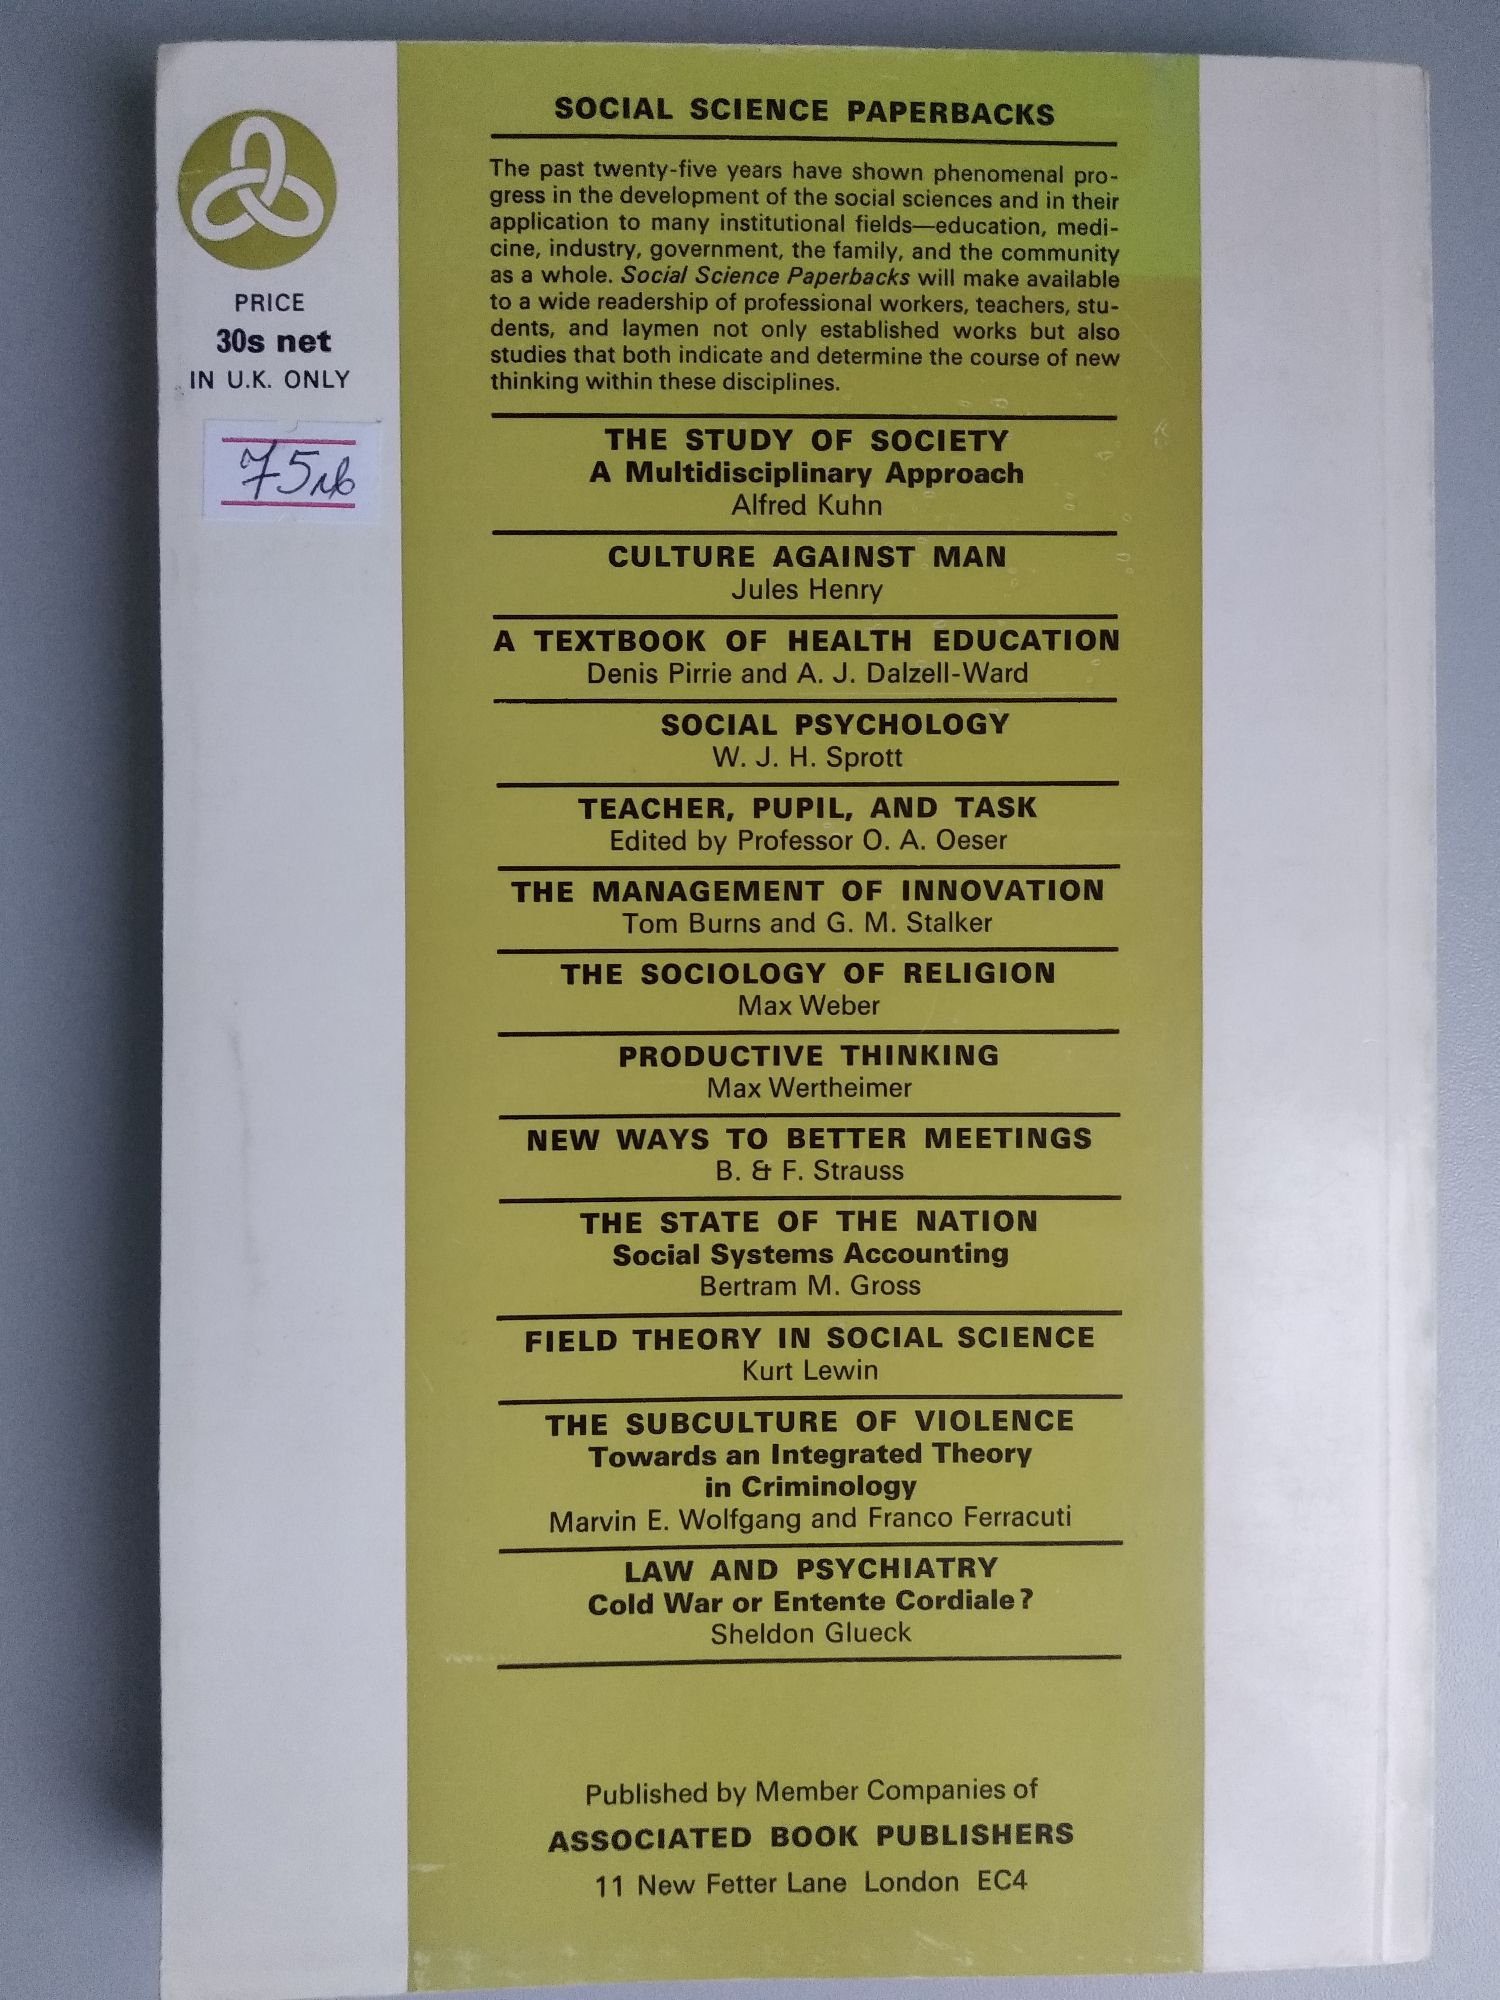 SOCIAL SCIENCE PAPERBACKS
The past twenty-five years have shown phenomenal pro-
gress in the development of the social sciences and in their
application to many institutional fields—education, medi-
cine, industry, government, the family, and the community
as a whole. Social Science Paperbacks will make available
to a wide readership of professional workers, teachers, stu-
dents, and laymen not only established works but also
studies that both indicate and determine the course of new
thinking within these disciplines.
PRICE
30s net
IN U.K. ONLY
75лв
THE STUDY OF SOCIETY
A Multidisciplinary Approach
Alfred Kuhn
CULTURE AGAINST MAN
Jules Henry
A TEXTBOOK OF HEALTH EDUCATION
Denis Pirrie and A. J. Dalzell-Ward
SOCIAL PSYCHOLOGY
W. J. H. Sprott
TEACHER, PUPIL, AND TASK
Edited by Professor O. A. Oeser
THE MANAGEMENT OF INNOVATION
Tom Burns and G. M. Stalker
THE SOCIOLOGY OF RELIGION
Max Weber
PRODUCTIVE THINKING
Max Wertheimer
NEW WAYS TO BETTER MEETINGS
B. & F. Strauss
THE STATE OF THE NATION
Social Systems Accounting
Bertram M. Gross
FIELD THEORY IN SOCIAL SCIENCE
Kurt Lewin
THE SUBCULTURE OF VIOLENCE
Towards an Integrated Theory
in Criminology
Marvin E. Wolfgang and Franco Ferracuti
LAW AND PSYCHIATRY
Cold War or Entente Cordiale?
Sheldon Glueck
Published by Member Companies of
ASSOCIATED BOOK PUBLISHERS
11 New Fetter Lane London EC4